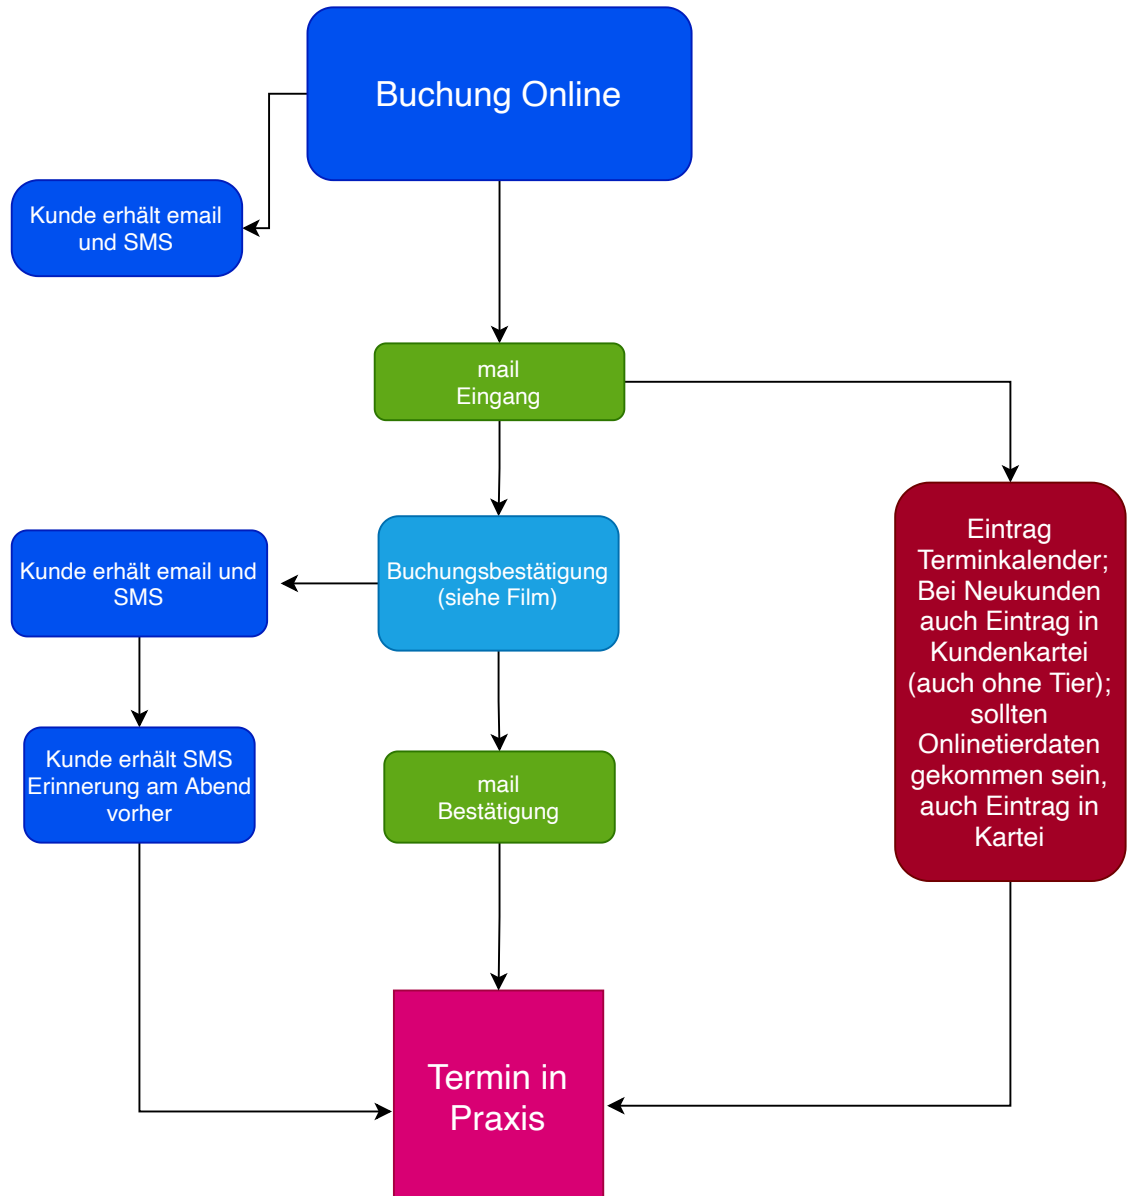 Buchung Online
Kunde erhält email
und SMS
mail
Eingang
Kunde erhält email und
SMS
Buchungsbestätigung
(siehe Film)
Eintrag
Terminkalender;
Bei Neukunden
auch Eintrag in
Kundenkartei
(auch ohne Tier);
sollten
Onlinetierdaten
gekommen sein,
auch Eintrag in
Kartei
Kunde erhält SMS
Erinnerung am Abend
vorher
mail
Bestätigung
Termin in
Praxis